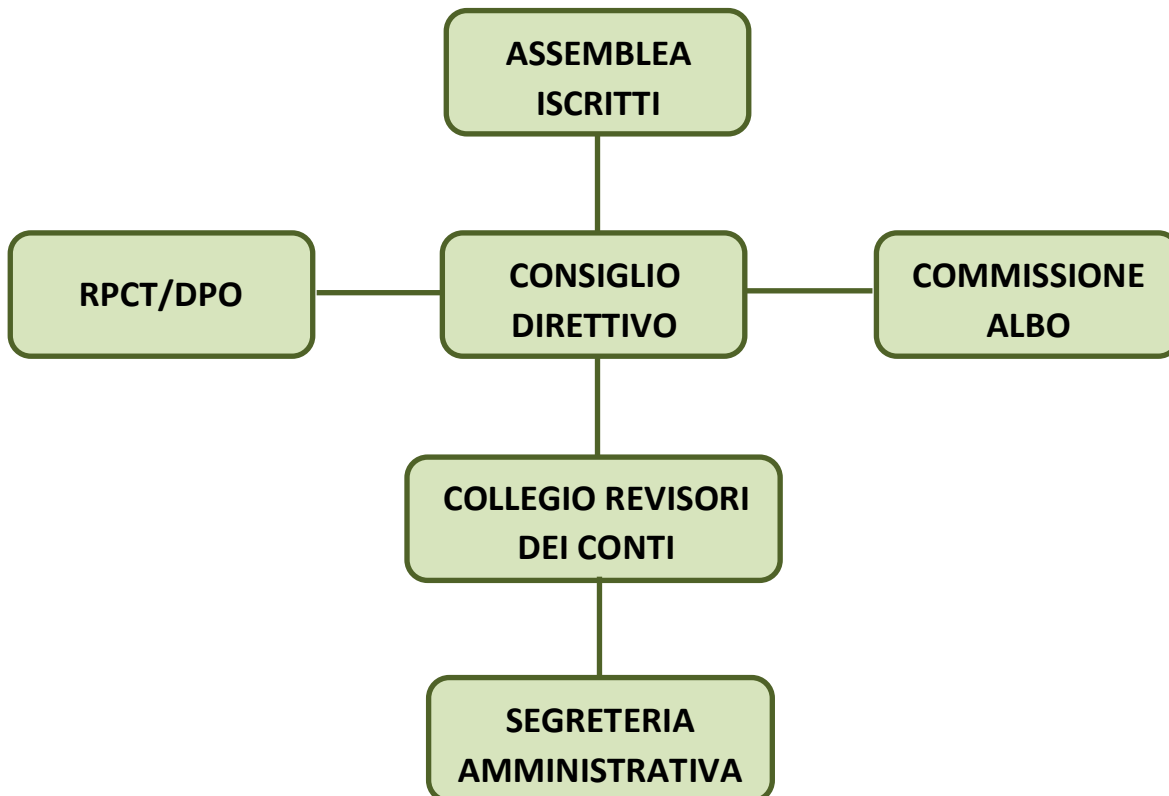 ASSEMBLEA
ISCRITTI
RPCT/DPO
CONSIGLIO
DIRETTIVO
COMMISSIONE
ALBO
COLLEGIO REVISORI
DEI CONTI
SEGRETERIA
AMMINISTRATIVA